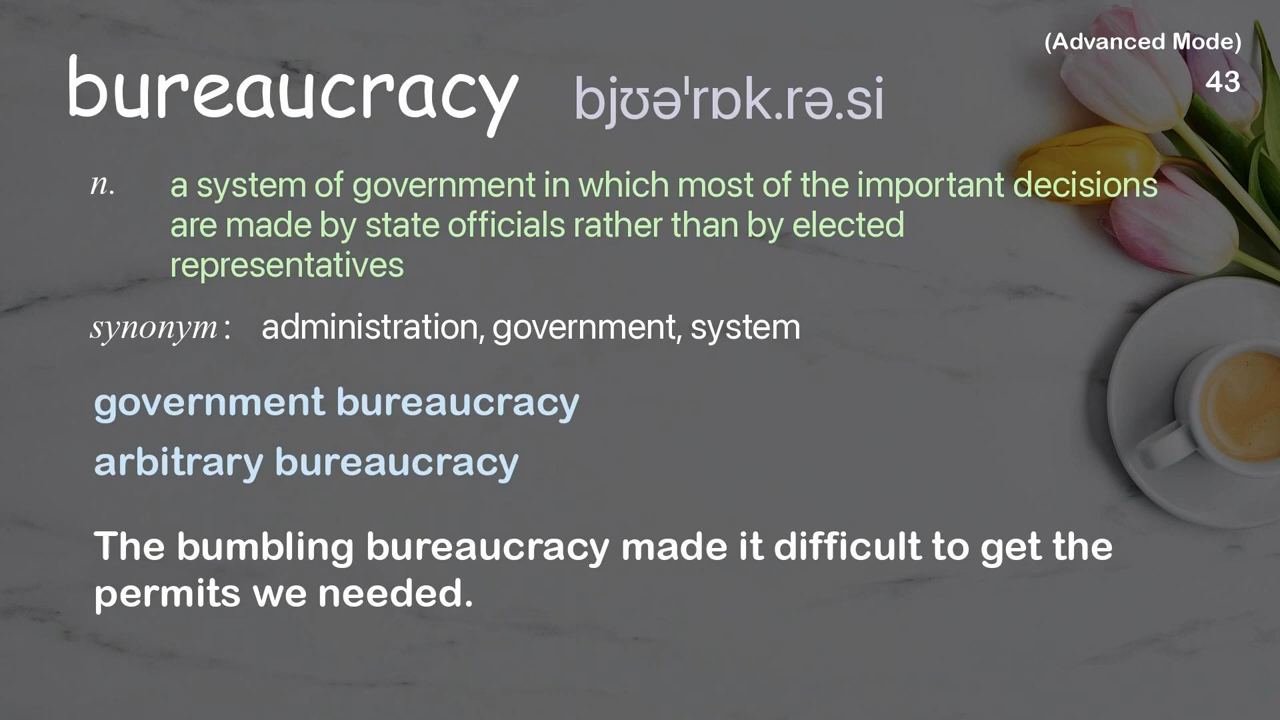 (Advanced Mode)
bureaucracy bjʊəˈrɒk.rə.si
43
n. a system of government in which most of the important decisions
are made by state officials rather than by elected
representatives
synonym: administration, government, system
government bureaucracy
arbitrary bureaucracy
The bumbling bureaucracy made it difficult to get the
permits we needed.